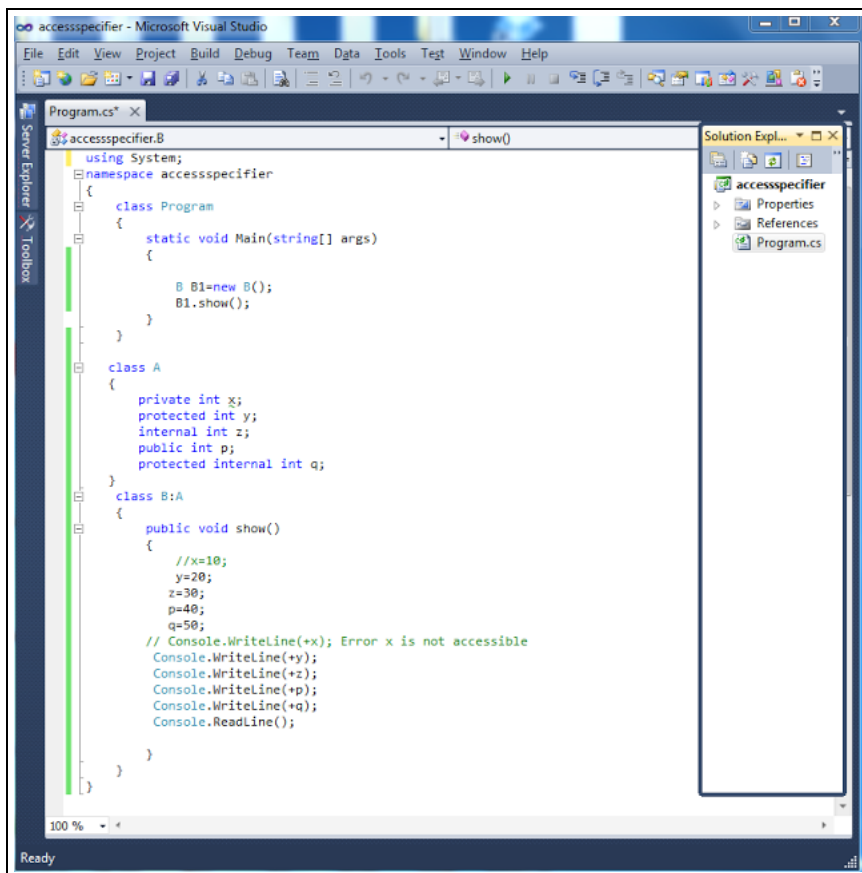 accessspecifier - Microsoft Visual Studio
File Edit View Project Build Debug Team Data Tools Test Window Help
Server Explorer
Toolbox
Program.cs* X
accessspecifier.B
show()
using System;
namespace accessspecifier
{
class Program
{
static void Main(string[] args)
{
B B1=new B();
B1.show();
}
}
class A
{
private int x;
protected int y;
internal int z;
public int p;
protected internal int q;
}
class B:A
{
public void show()
{
//x=10;
y=20;
z=30;
p=40;
q=50;
// Console.WriteLine(+x); Error x is not accessible
Console.WriteLine(+y);
Console.WriteLine(+z);
Console.WriteLine(+p);
Console.WriteLine(+q);
Console.ReadLine();
}
}
}
Solution Expl...
accessspecifier
Properties
References
Program.cs
100 %
Ready